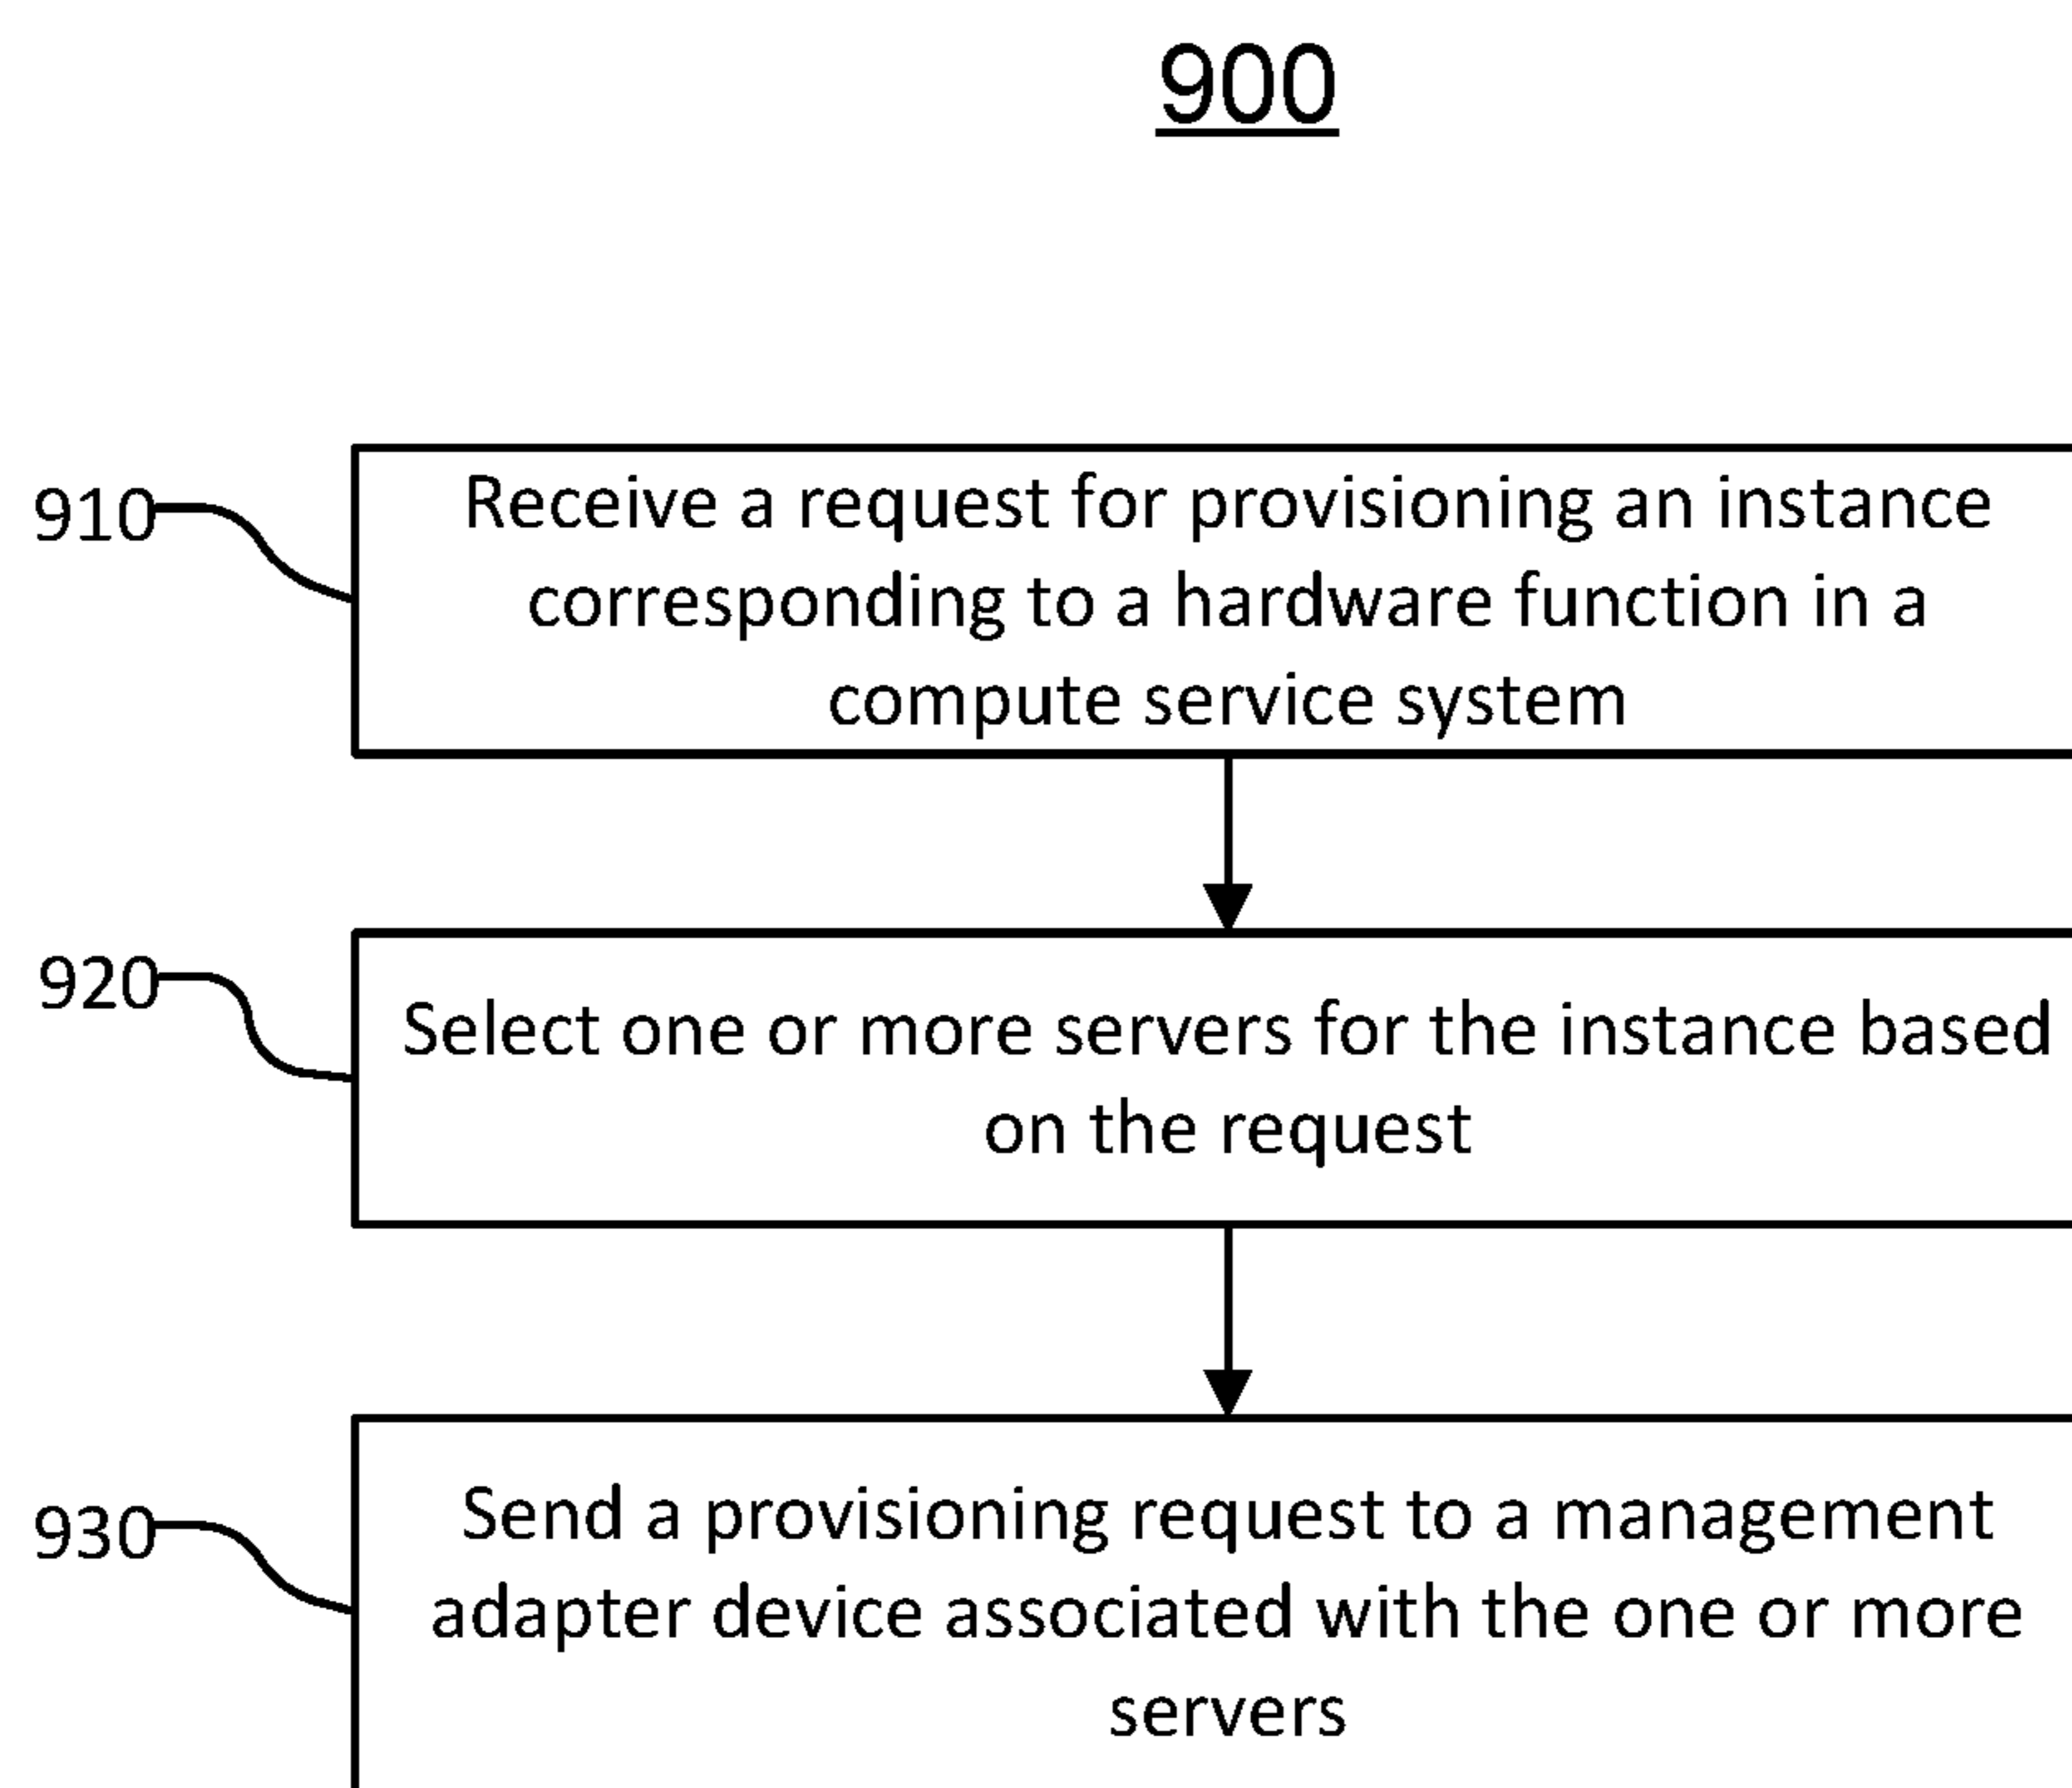 900
910
Receive a request for provisioning an instance
corresponding to a hardware function in a
compute service system
920
Select one or more servers for the instance based
on the request
930
Send a provisioning request to a management
adapter device associated with the one or more
servers